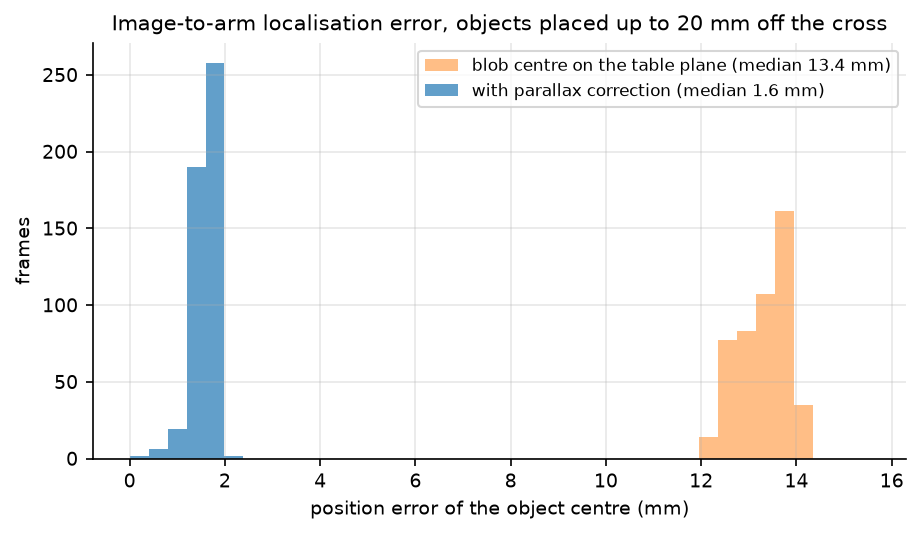 Image-to-arm localisation error, objects placed up to 20 mm off the cross
blob centre on the table plane (median 13.4 mm)
with parallax correction (median 1.6 mm)
frames
250
200
150
100
50
0
0 2 4 6 8 10 12 14 16
position error of the object centre (mm)